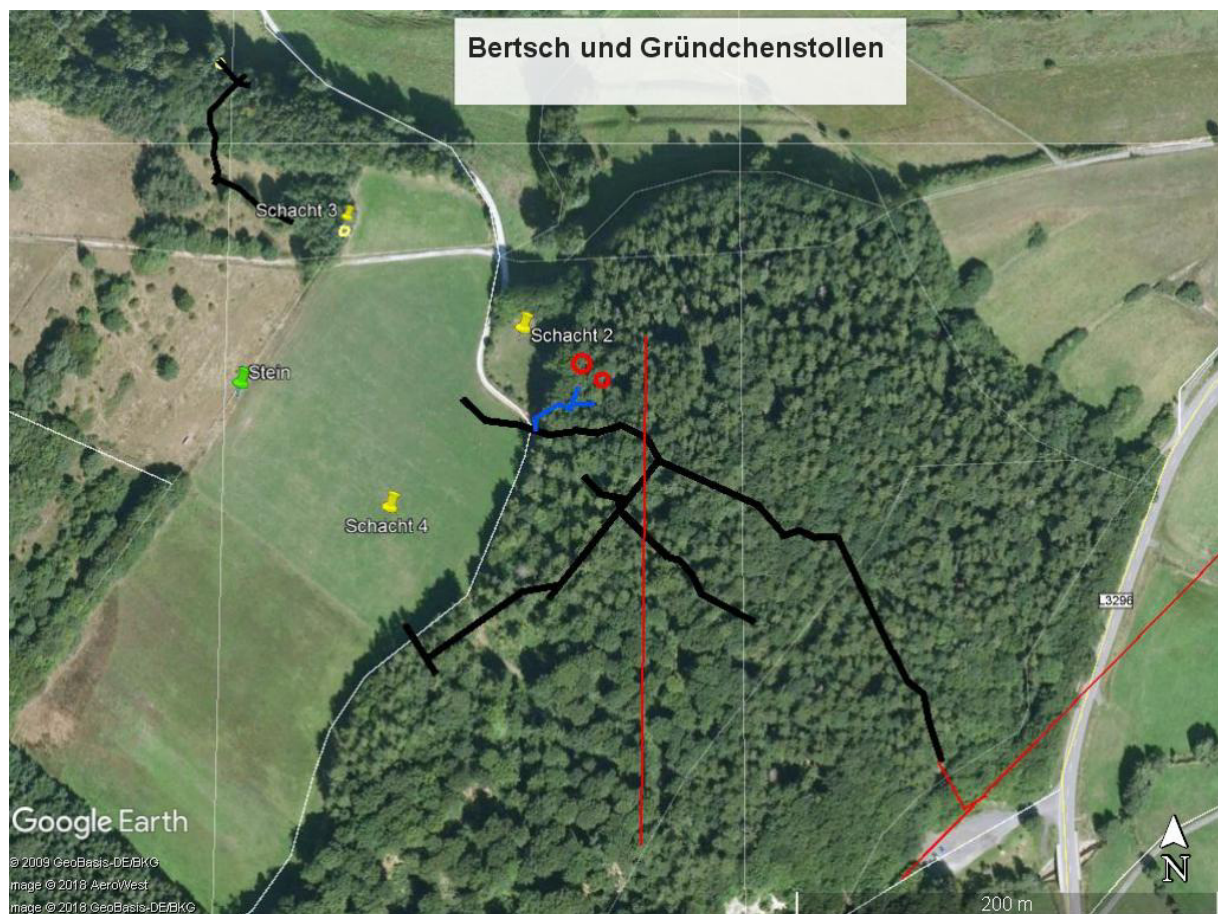 Bertsch und Gründchenstollen
Schacht 3
Schacht 2
Stein
Schacht 4
L3296
Google Earth
© 2009 GeoBasis-DE/BKG
mage © 2018 AeroWest
mage © 2018 GeoBasis-DE/BKG
N
200 m